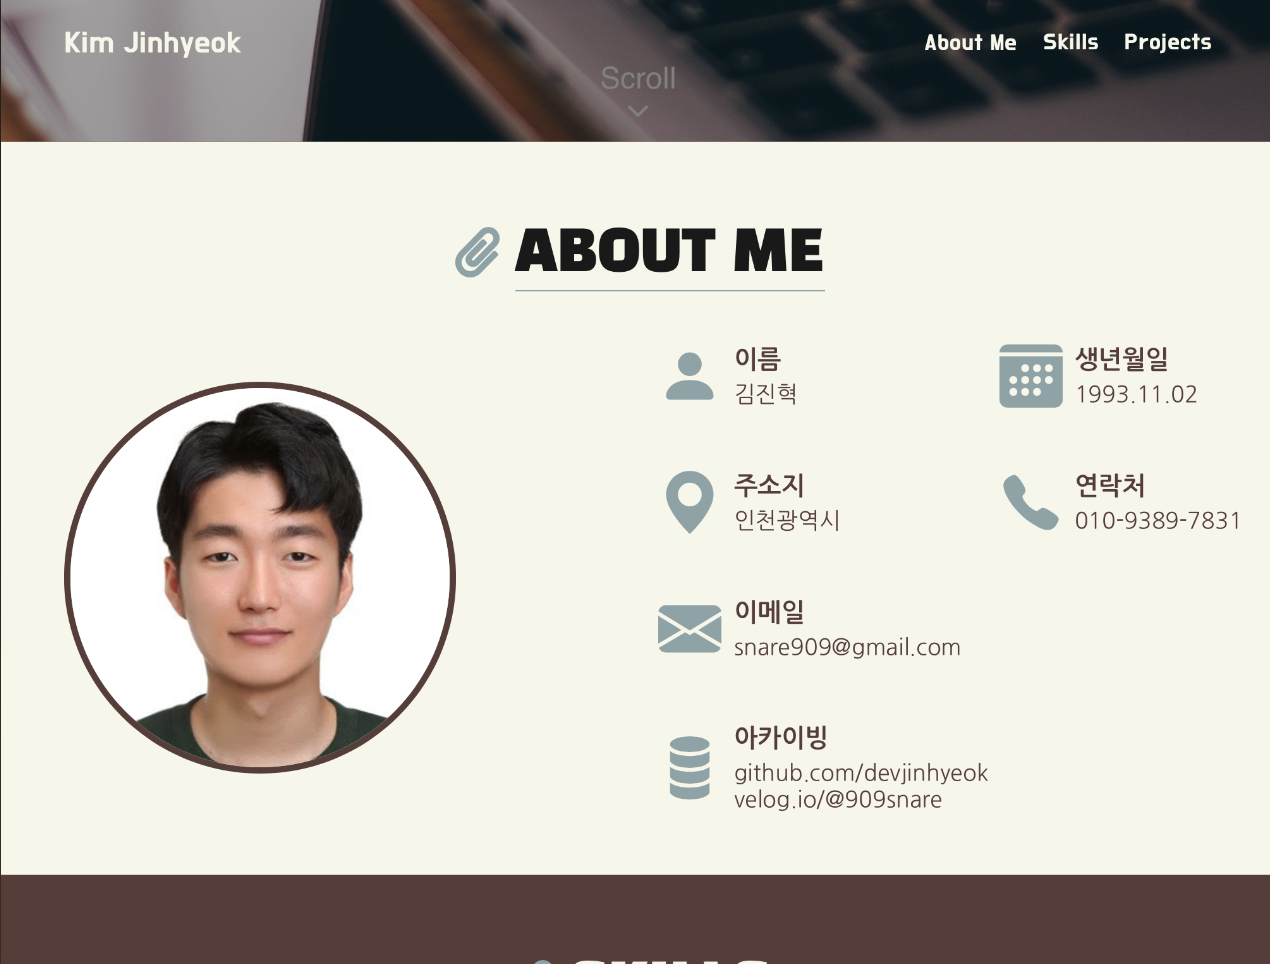 Kim Jinhyeok
About Me Skills Projects
Scroll
ABOUT ME
이름
김진혁
생년월일
1993.11.02
주소지
인천광역시
연락처
010-9389-7831
이메일
snare909@gmail.com
아카이빙
github.com/devjinhyeok
velog.io/@909snare